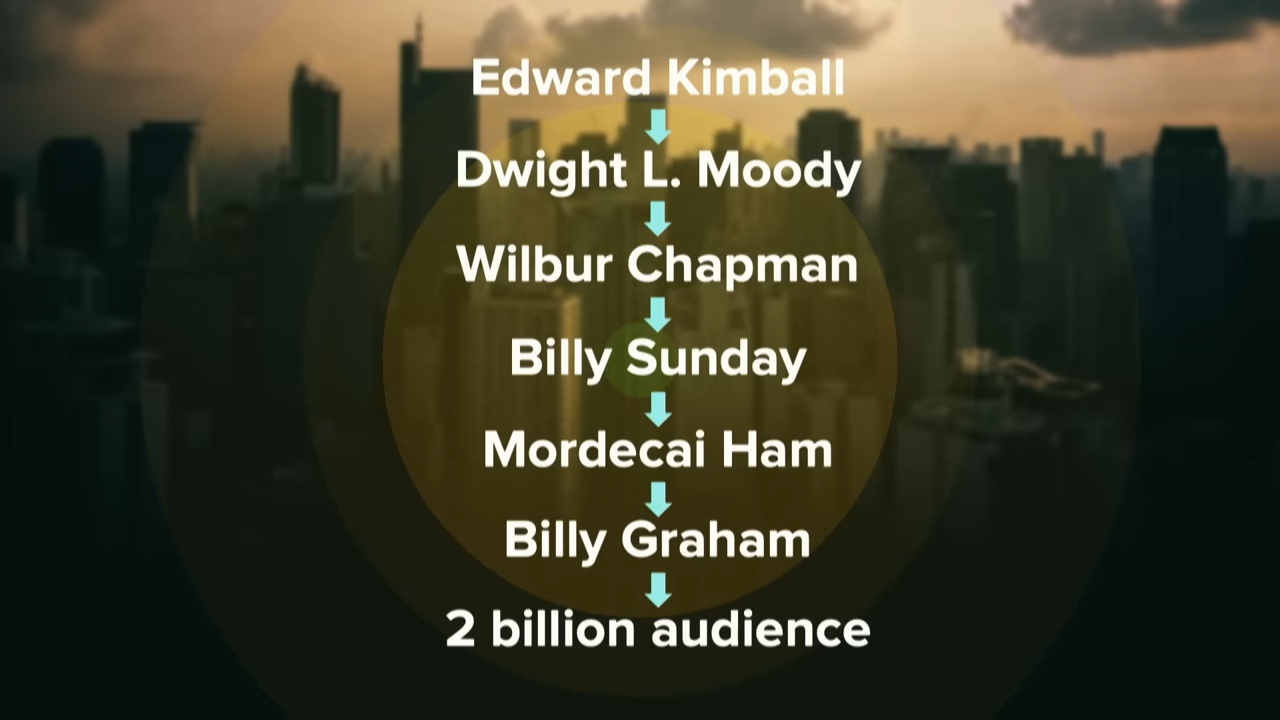 Edward Kimball
Dwight L. Moody
Wilbur Chapman
Billy Sunday
Mordecai Ham
Billy Graham
2 billion audience